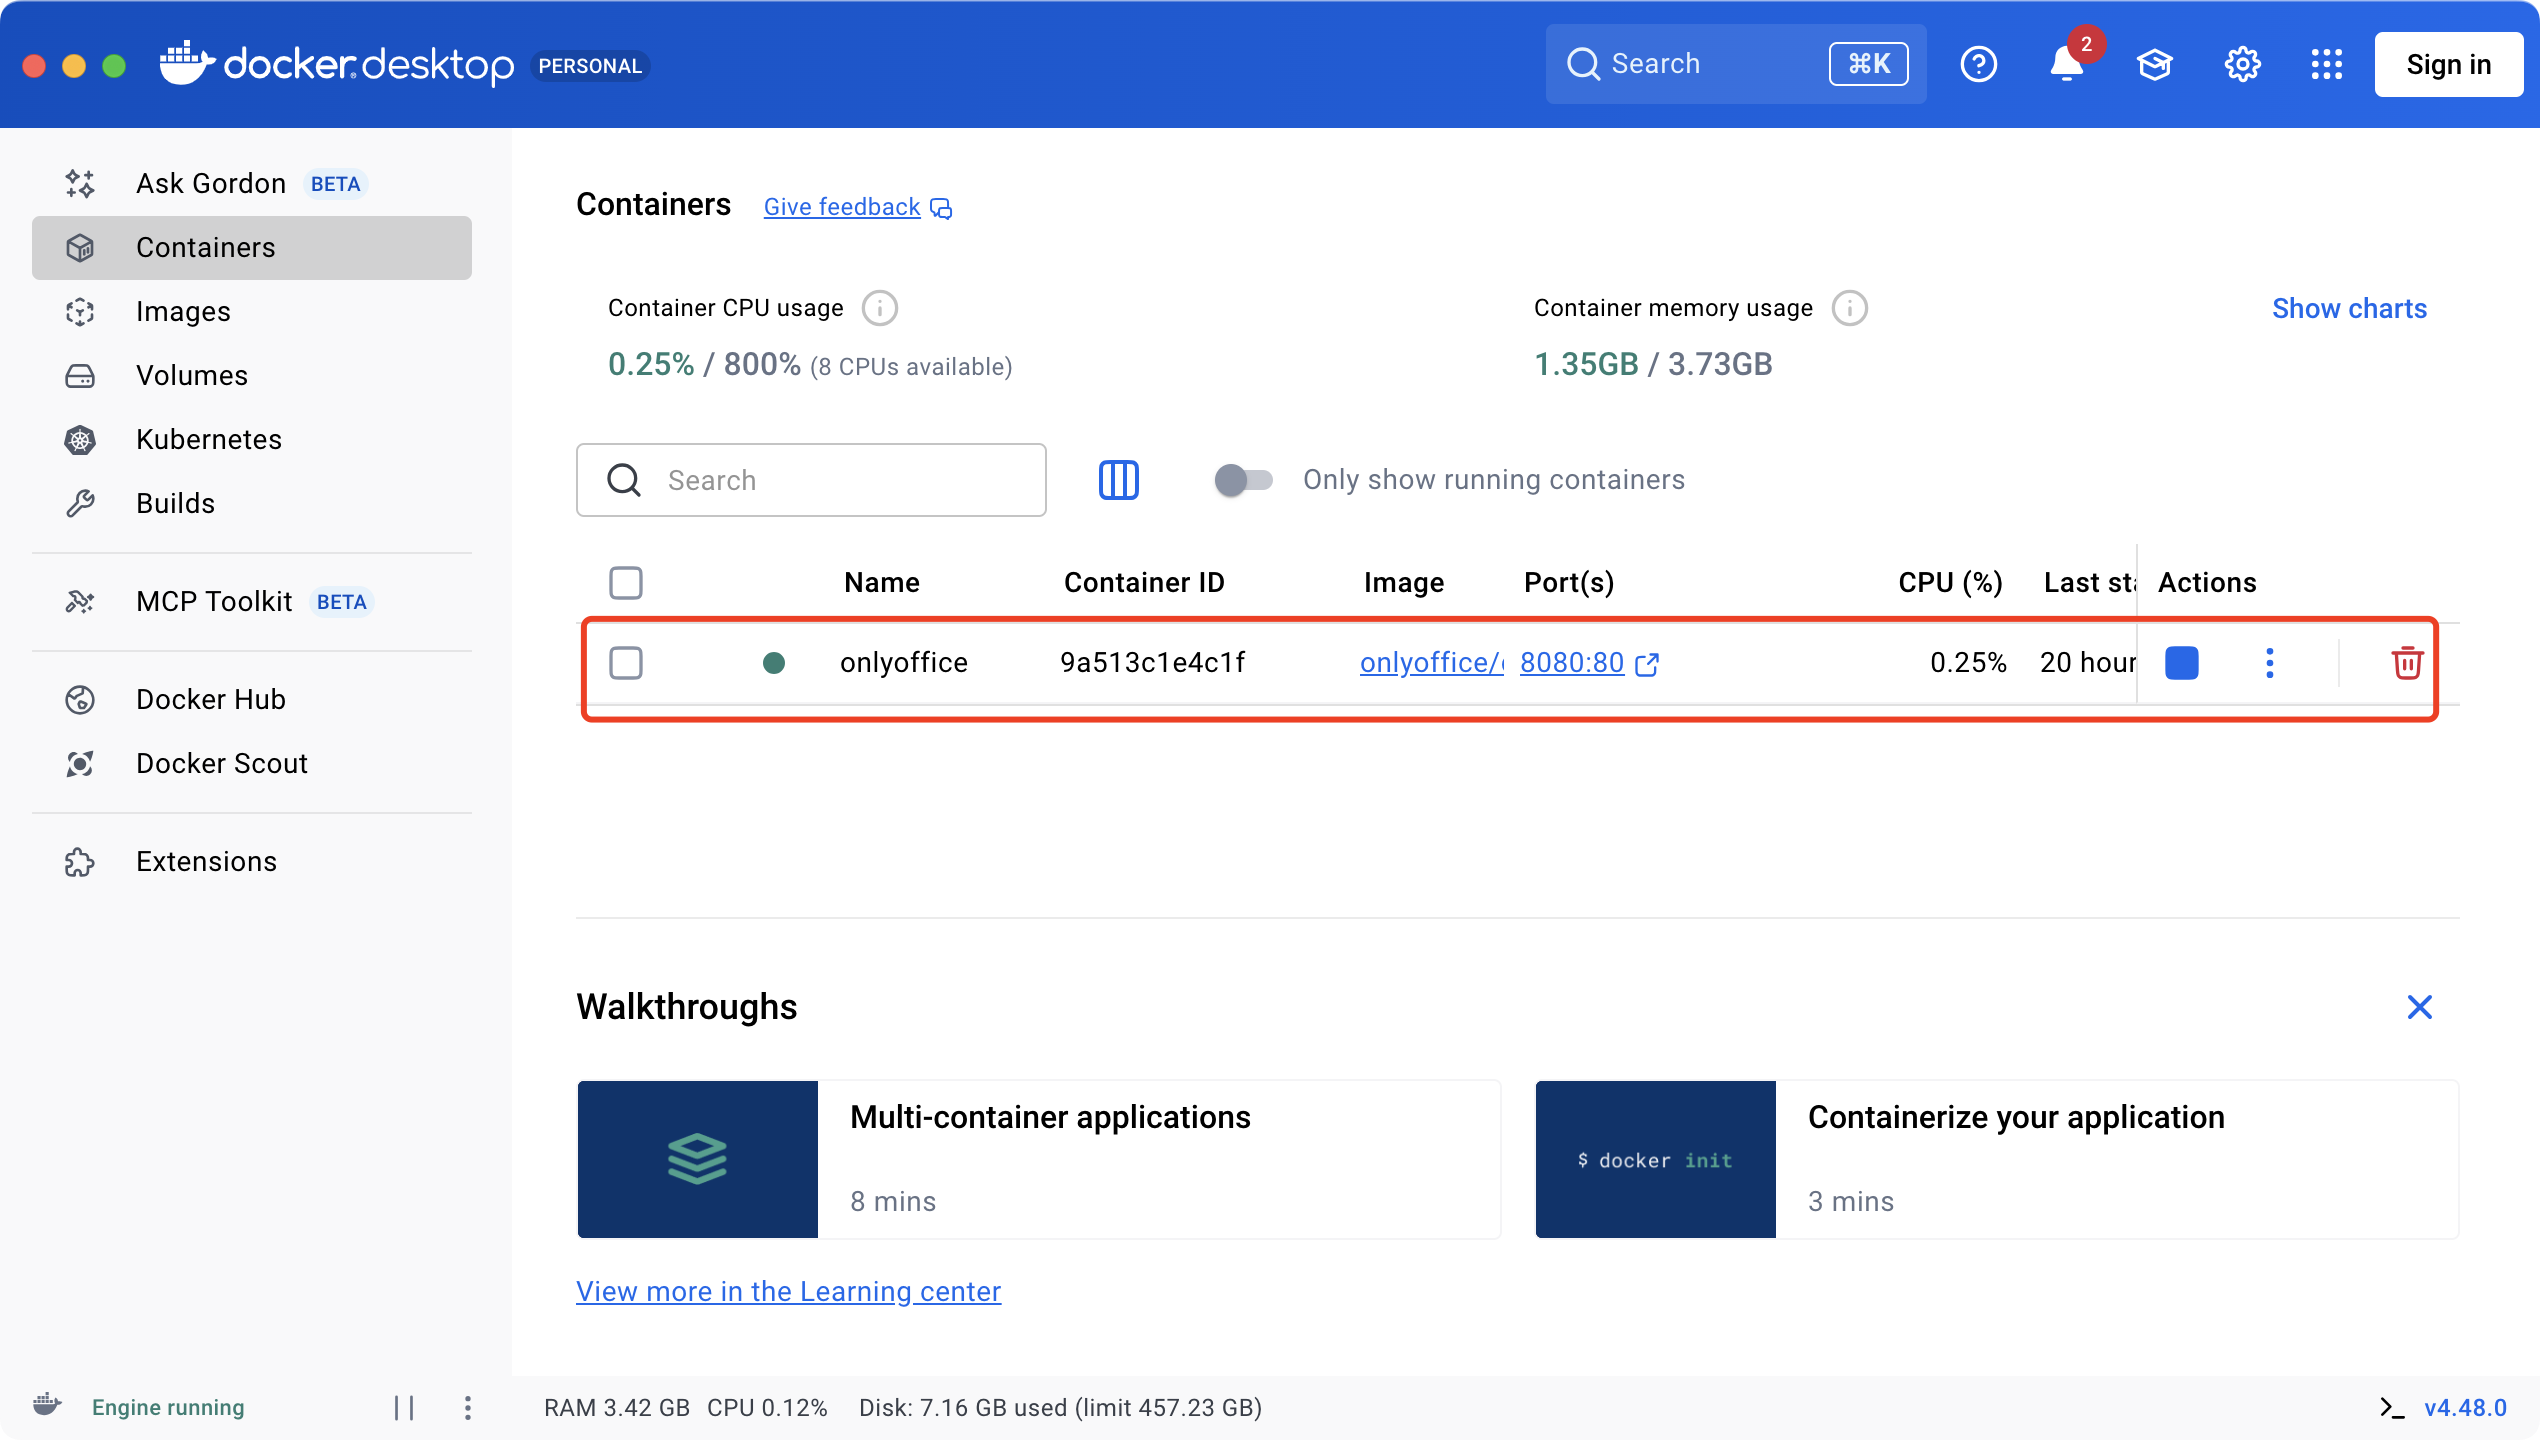 docker desktop PERSONAL
Search ⌘K
2
Sign in
Ask Gordon BETA
Containers
Images
Volumes
Kubernetes
Builds
MCP Toolkit BETA
Docker Hub
Docker Scout
Extensions
Containers Give feedback
Container CPU usage
0.25% / 800% (8 CPUs available)
Container memory usage
1.35GB / 3.73GB
Show charts
Search
Only show running containers
Name Container ID Image Port(s) CPU (%) Last sta Actions
onlyoffice 9a513c1e4c1f onlyoffice/ 8080:80 0.25% 20 hour
Walkthroughs
Multi-container applications
8 mins
$ docker init
Containerize your application
3 mins
View more in the Learning center
Engine running
RAM 3.42 GB CPU 0.12% Disk: 7.16 GB used (limit 457.23 GB)
v4.48.0